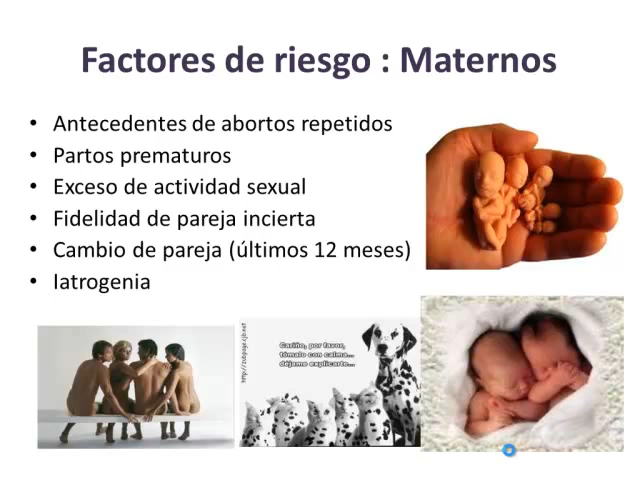 Factores de riesgo : Maternos
• Antecedentes de abortos repetidos
• Partos prematuros
• Exceso de actividad sexual
• Fidelidad de pareja incierta
• Cambio de pareja (últimos 12 meses)
• Iatrogenia
http://subpage.cjb.net
Cariño, por favor,
tómalo con calma...
déjame explicarte...